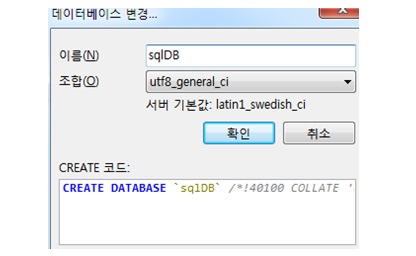 데이터베이스 변경...
이름(N) sqlDB
조합(O) utf8_general_ci
서버 기본값: latin1_swedish_ci
확인 취소
CREATE 코드:
CREATE DATABASE `sqlDB` /*!40100 COLLATE '